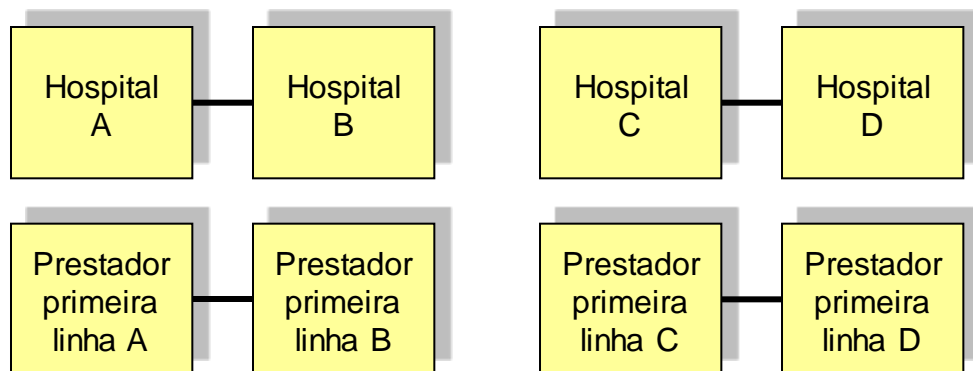 Hospital
A
Hospital
B
Hospital
C
Hospital
D
Prestador
primeira
linha A
Prestador
primeira
linha B
Prestador
primeira
linha C
Prestador
primeira
linha D